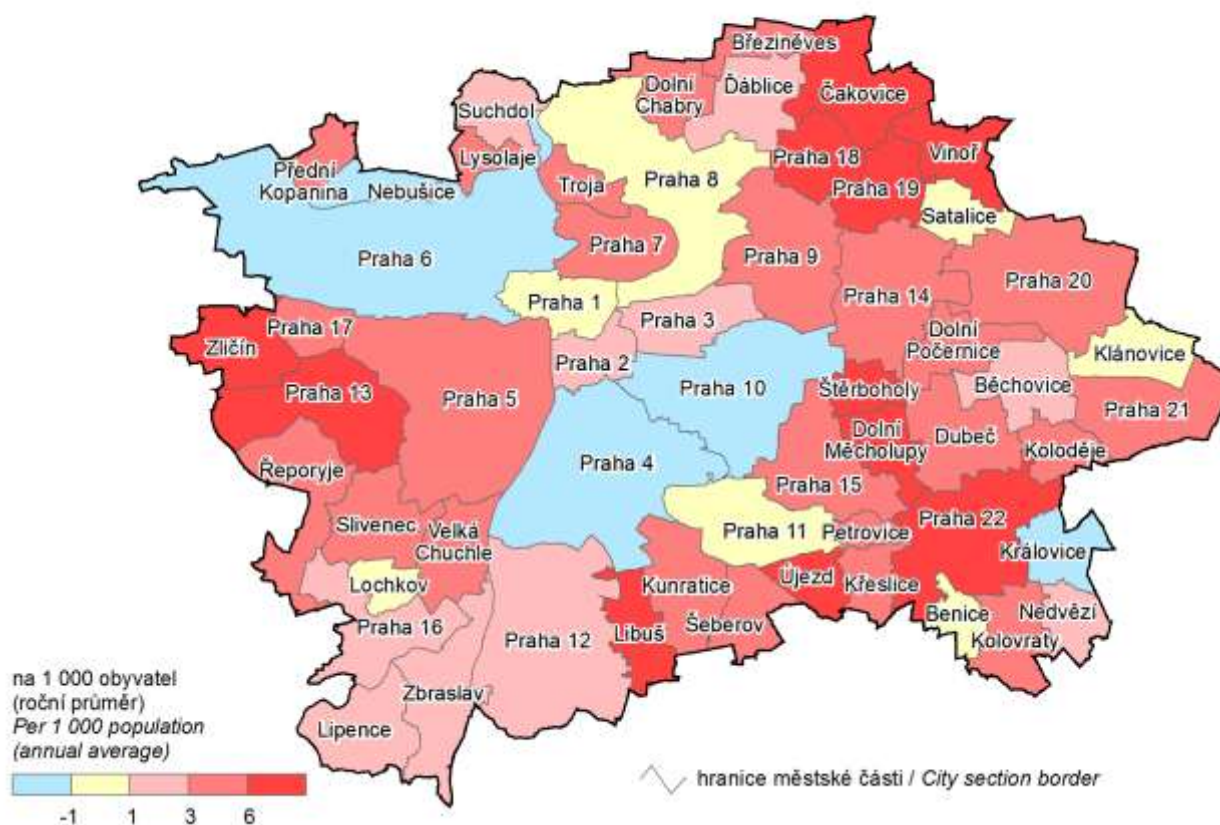 Březiněves
Dolní
Chabry
Ďáblice
Čakovice
Suchdol
Lysolaje
Praha 18
Vinoř
Přední
Kopanina
Nebušice
Troja
Praha 8
Praha 19
Satalice
Praha 6
Praha 7
Praha 9
Praha 20
Praha 1
Praha 14
Praha 3
Praha 17
Dolní
Počernice
Klánovice
Zličín
Praha 2
Praha 13
Praha 5
Praha 10
Štěrboholy
Běchovice
Praha 21
Dolní
Měcholupy
Dubeč
Koloděje
Řeporyje
Praha 4
Praha 15
Slivenec
Velká
Chuchle
Praha 11
Petrovice
Praha 22
Královice
Lochkov
Kunratice
Újezd
Křeslice
Praha 16
Praha 12
Libuš
Šeberov
Benice
Nedvězí
Kolovraty
Zbraslav
Lipence
na 1 000 obyvatel
(roční průměr)
Per 1 000 population
(annual average)
-1 1 3 6
hranice městské části / City section border